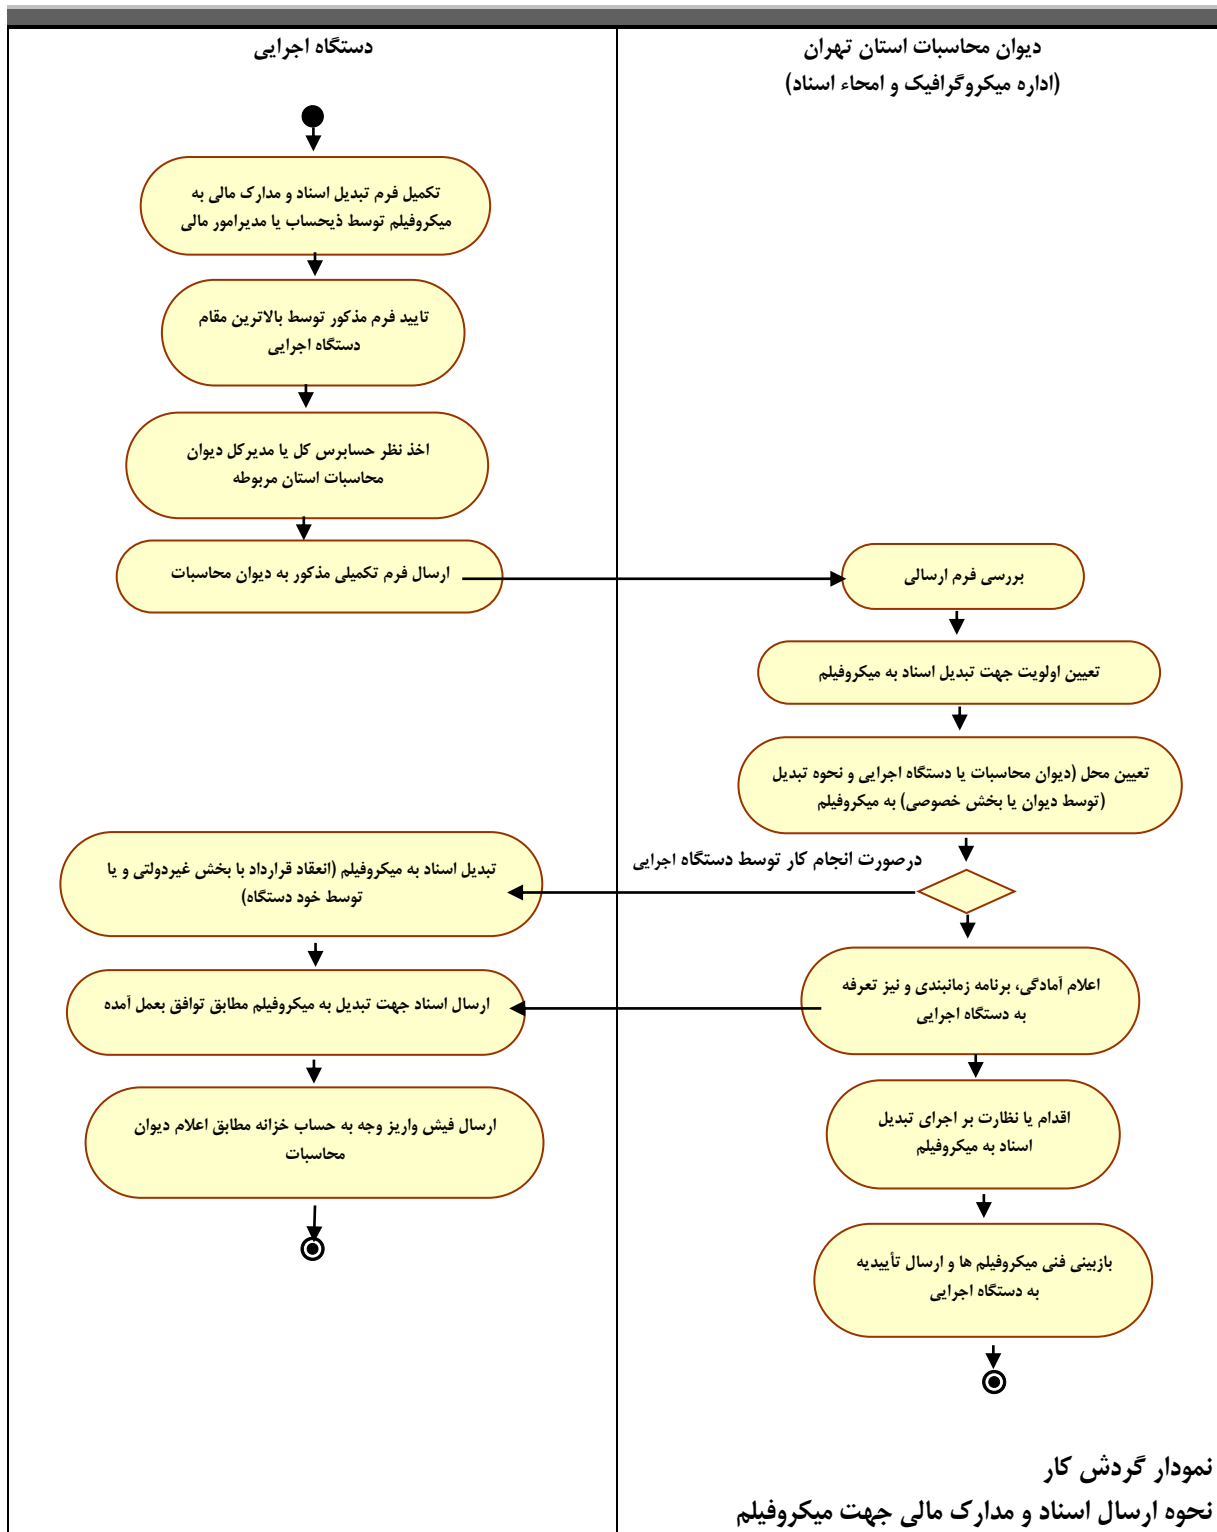 دستگاه اجرایی
دیوان محاسبات استان تهران
(اداره میکروگرافیک و امحاء اسناد)
تکمیل فرم تبدیل اسناد و مدارک مالی به
میکروفیلم توسط ذیحساب یا مدیرامور مالی
تایید فرم مذکور توسط بالاترین مقام
دستگاه اجرایی
اخذ نظر حسابرس کل یا مدیرکل دیوان
محاسبات استان مربوطه
ارسال فرم تکمیلی مذکور به دیوان محاسبات
بررسی فرم ارسالی
تعیین اولویت جهت تبدیل اسناد به میکروفیلم
تعیین محل (دیوان محاسبات یا دستگاه اجرایی و نحوه تبدیل
(توسط دیوان یا بخش خصوصی) به میکروفیلم
درصورت انجام کار توسط دستگاه اجرایی
تبدیل اسناد به میکروفیلم (انعقاد قرارداد با بخش غیردولتی و یا
توسط خود دستگاه)
اعلام آمادگی، برنامه زمانبندی و نیز تعرفه
به دستگاه اجرایی
ارسال اسناد جهت تبدیل به میکروفیلم مطابق توافق بعمل آمده
اقدام یا نظارت بر اجرای تبدیل
اسناد به میکروفیلم
ارسال فیش واریز وجه به حساب خزانه مطابق اعلام دیوان
محاسبات
بازبینی فنی میکروفیلم ها و ارسال تأییدیه
به دستگاه اجرایی
نمودار گردش کار
نحوه ارسال اسناد و مدارک مالی جهت میکروفیلم